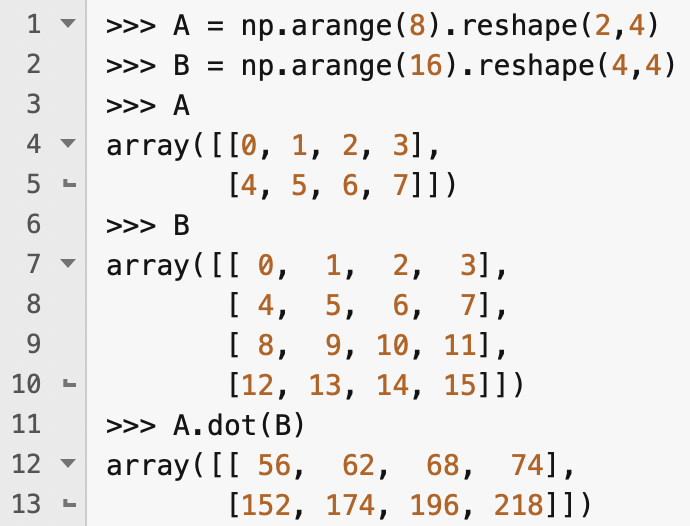 1 >>> A = np.arange(8).reshape(2,4)
2 >>> B = np.arange(16).reshape(4,4)
3 >>> A
4 array([[0, 1, 2, 3],
5        [4, 5, 6, 7]])
6 >>> B
7 array([[ 0,  1,  2,  3],
8        [ 4,  5,  6,  7],
9        [ 8,  9, 10, 11],
10        [12, 13, 14, 15]])
11 >>> A.dot(B)
12 array([[ 56,  62,  68,  74],
13        [152, 174, 196, 218]])